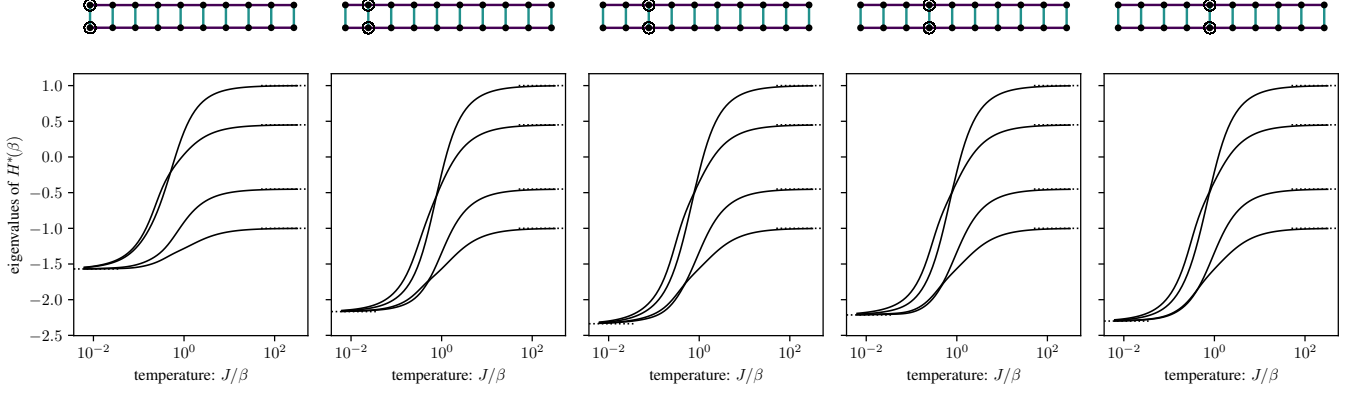 1.0
0.5
0.0
−0.5
−1.0
−1.5
−2.0
−2.5
eigenvalues of H*(β)
10⁻² 10⁰ 10² 10⁻² 10⁰ 10² 10⁻² 10⁰ 10² 10⁻² 10⁰ 10² 10⁻² 10⁰ 10²
temperature: J/β temperature: J/β temperature: J/β temperature: J/β temperature: J/β